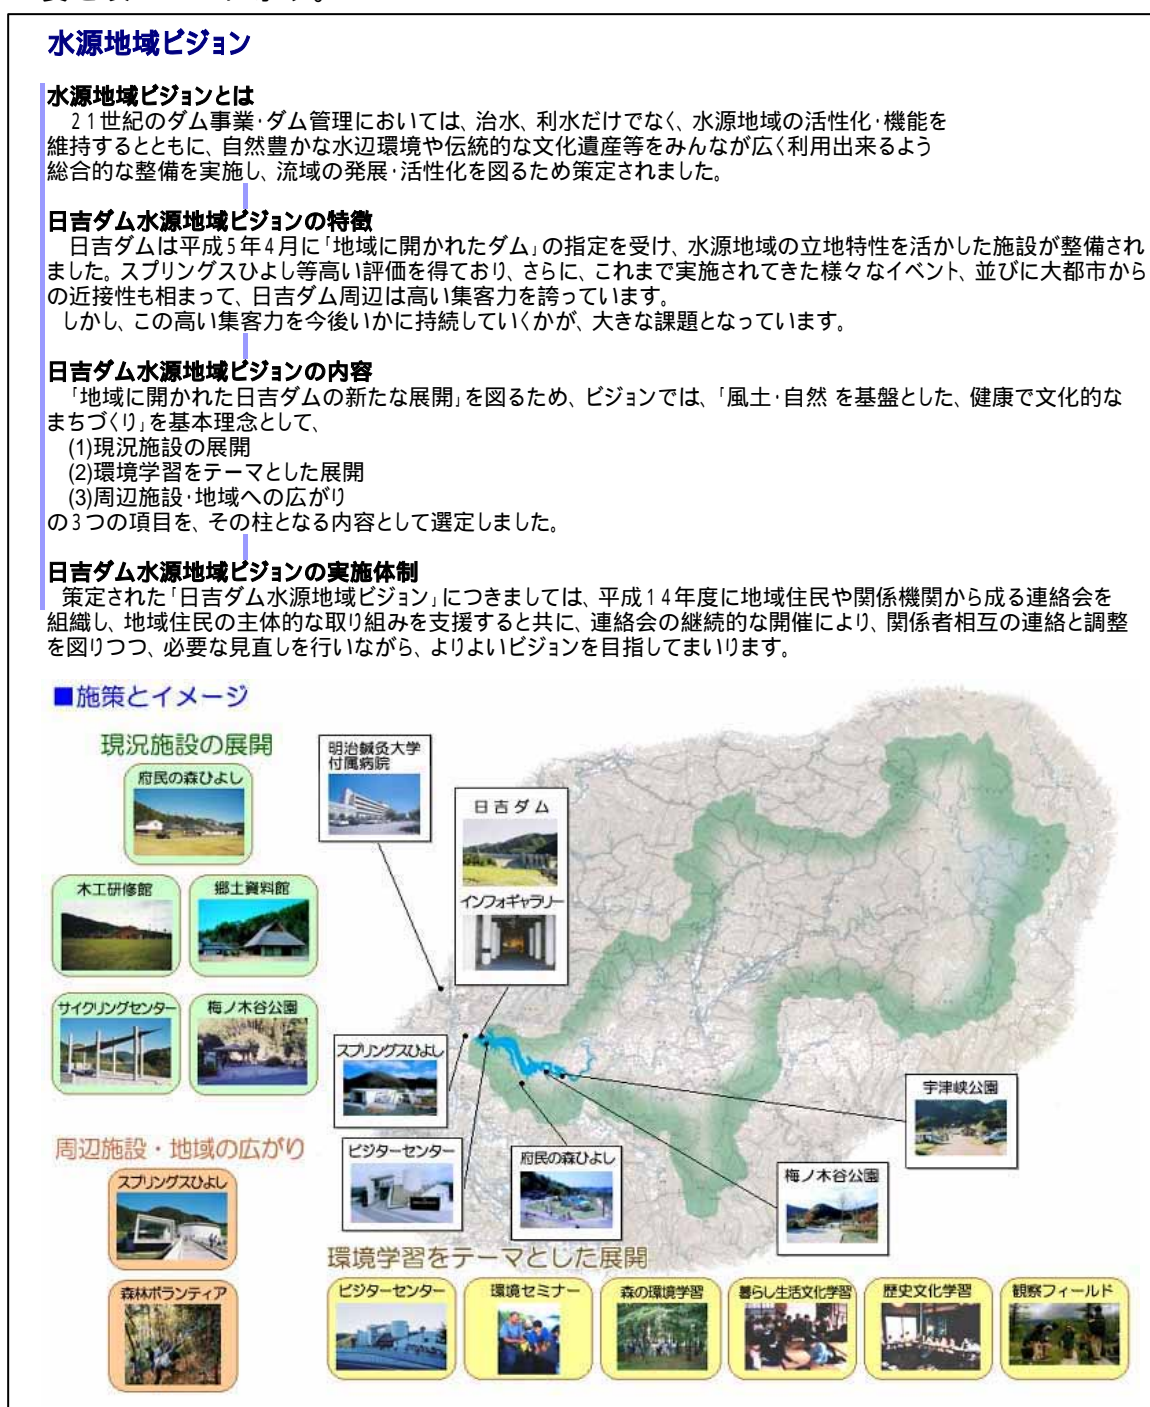 水源地域ビジョン
水源地域ビジョンとは
21世紀のダム事業・ダム管理においては、治水、利水だけでなく、水源地域の活性化・機能を
維持するとともに、自然豊かな水辺環境や伝統的な文化遺産等をみんなが広く利用出来るよう
総合的な整備を実施し、流域の発展・活性化を図るため策定されました。
日吉ダム水源地域ビジョンの特徴
日吉ダムは平成5年4月に「地域に開かれたダム」の指定を受け、水源地域の立地特性を活かした施設が整備され
ました。スプリングスひよし等高い評価を得ており、さらに、これまで実施されてきた様々なイベント、並びに大都市から
の近接性も相まって、日吉ダム周辺は高い集客力を誇っています。
しかし、この高い集客力を今後いかに持続していくかが、大きな課題となっています。
日吉ダム水源地域ビジョンの内容
「地域に開かれた日吉ダムの新たな展開」を図るため、ビジョンでは、「風土・自然 を基盤とした、健康で文化的な
まちづくり」を基本理念として、
(1)現況施設の展開
(2)環境学習をテーマとした展開
(3)周辺施設・地域への広がり
の3つの項目を、その柱となる内容として選定しました。
日吉ダム水源地域ビジョンの実施体制
策定された「日吉ダム水源地域ビジョン」につきましては、平成14年度に地域住民や関係機関から成る連絡会を
組織し、地域住民の主体的な取り組みを支援すると共に、連絡会の継続的な開催により、関係者相互の連絡と調整
を図りつつ、必要な見直しを行いながら、よりよいビジョンを目指してまいります。
■施策とイメージ
現況施設の展開
府民の森ひよし
木工研修館
郷土資料館
サイクリングセンター
梅ノ木谷公園
明治鍼灸大学
付属病院
日吉ダム
インフォギャラリー
スプリングスひよし
ビジターセンター
府民の森ひよし
梅ノ木谷公園
宇津峡公園
周辺施設・地域の広がり
スプリングスひよし
森林ボランティア
環境学習をテーマとした展開
ビジターセンター
環境セミナー
森の環境学習
暮らし生活文化学習
歴史文化学習
観察フィールド